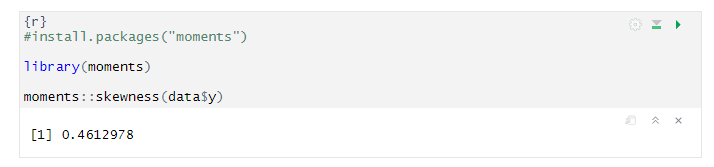 {r}
#install.packages("moments")
library(moments)
moments::skewness(data$y)
[1] 0.4612978